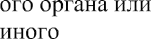 ого органа или
иного